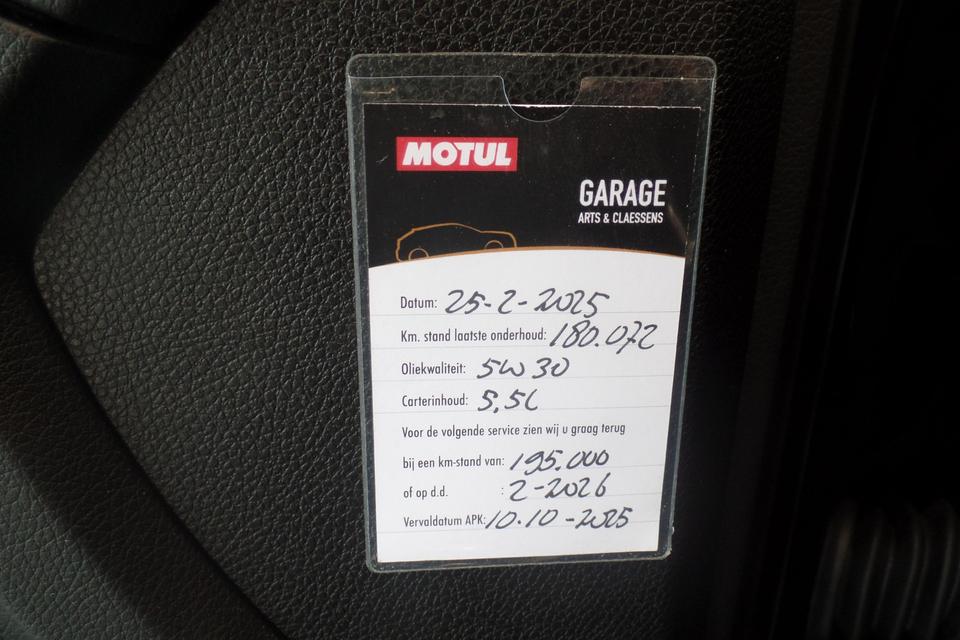 MOTUL
GARAGE
ARTS & CLAESSENS
Datum: 25-2-2025
Km. stand laatste onderhoud: 180.072
Oliekwaliteit: 5W30
Carterinhoud: 5,5L
Voor de volgende service zien wij u graag terug
bij een km-stand van: 195.000
of op d.d. : 2-2026
Vervaldatum APK: 10.10-2025